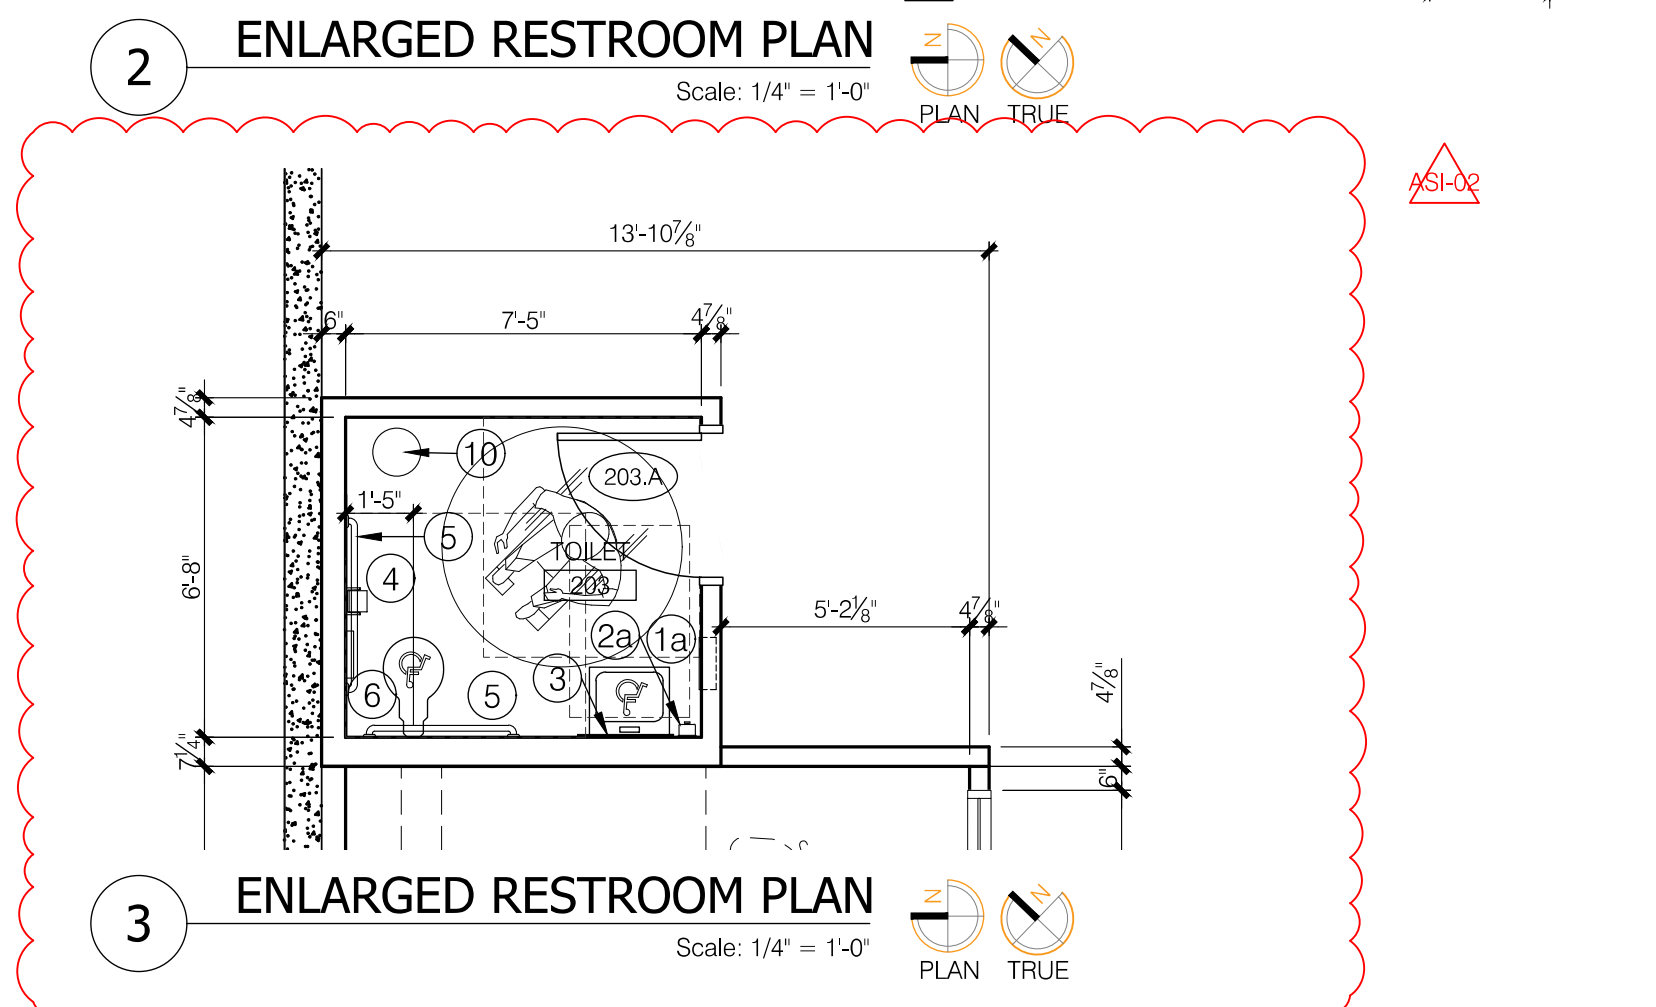 2
ENLARGED RESTROOM PLAN
Scale: 1/4" = 1'-0"
N
N
PLAN
TRUE
ASI-02
13'-10⅞"
6"
7'-5"
4⅞"
4⅞"
10
203.A
1'-5"
5
TOILET
203
4
6'-8"
5'-2⅛"
4⅞"
2a
1a
3
6
5
4⅞"
7¼"
6"
3
ENLARGED RESTROOM PLAN
Scale: 1/4" = 1'-0"
N
N
PLAN
TRUE